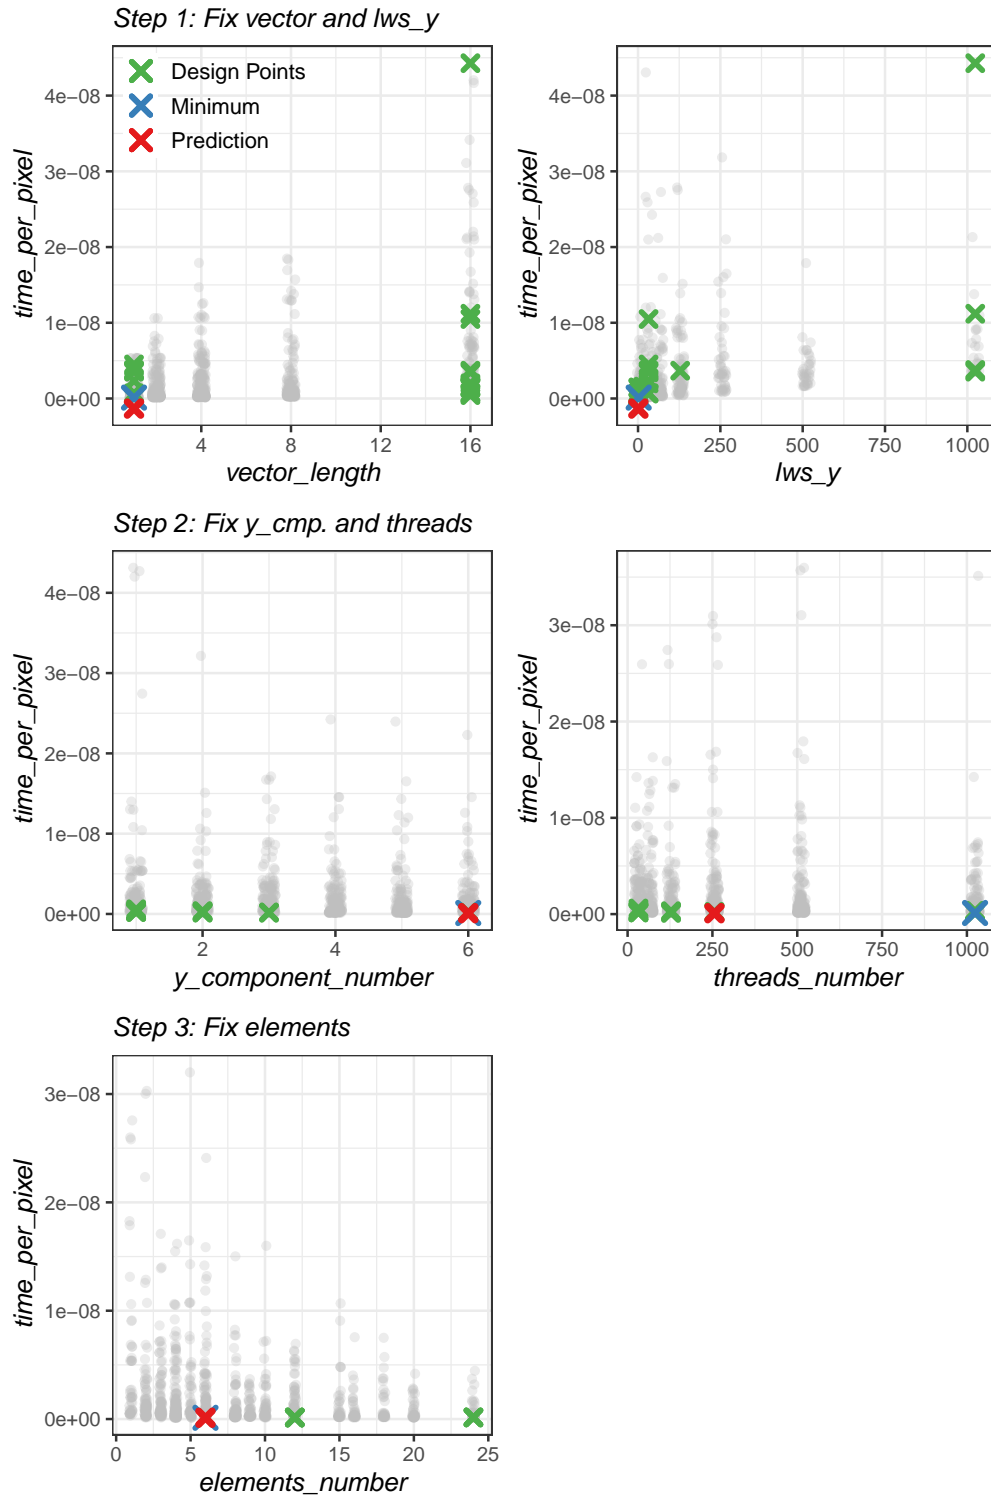 Step 1: Fix vector and lws_y
time_per_pixel
4e−08
3e−08
2e−08
1e−08
0e+00
Design Points
Minimum
Prediction
4
8
12
16
vector_length
time_per_pixel
4e−08
3e−08
2e−08
1e−08
0e+00
0
250
500
750
1000
lws_y
Step 2: Fix y_cmp. and threads
time_per_pixel
4e−08
3e−08
2e−08
1e−08
0e+00
2
4
6
y_component_number
time_per_pixel
3e−08
2e−08
1e−08
0e+00
0
250
500
750
1000
threads_number
Step 3: Fix elements
time_per_pixel
3e−08
2e−08
1e−08
0e+00
0
5
10
15
20
25
elements_number